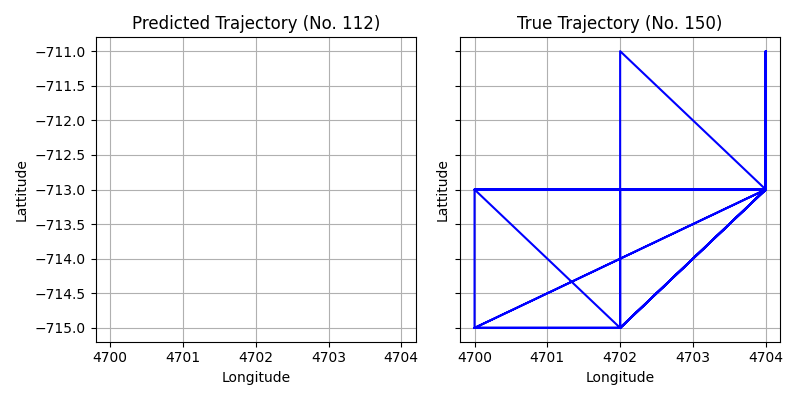 Predicted Trajectory (No. 112)
−711.0
−711.5
−712.0
−712.5
−713.0
−713.5
−714.0
−714.5
−715.0
Lattitude
4700 4701 4702 4703 4704
Longitude
True Trajectory (No. 150)
Lattitude
4700 4701 4702 4703 4704
Longitude